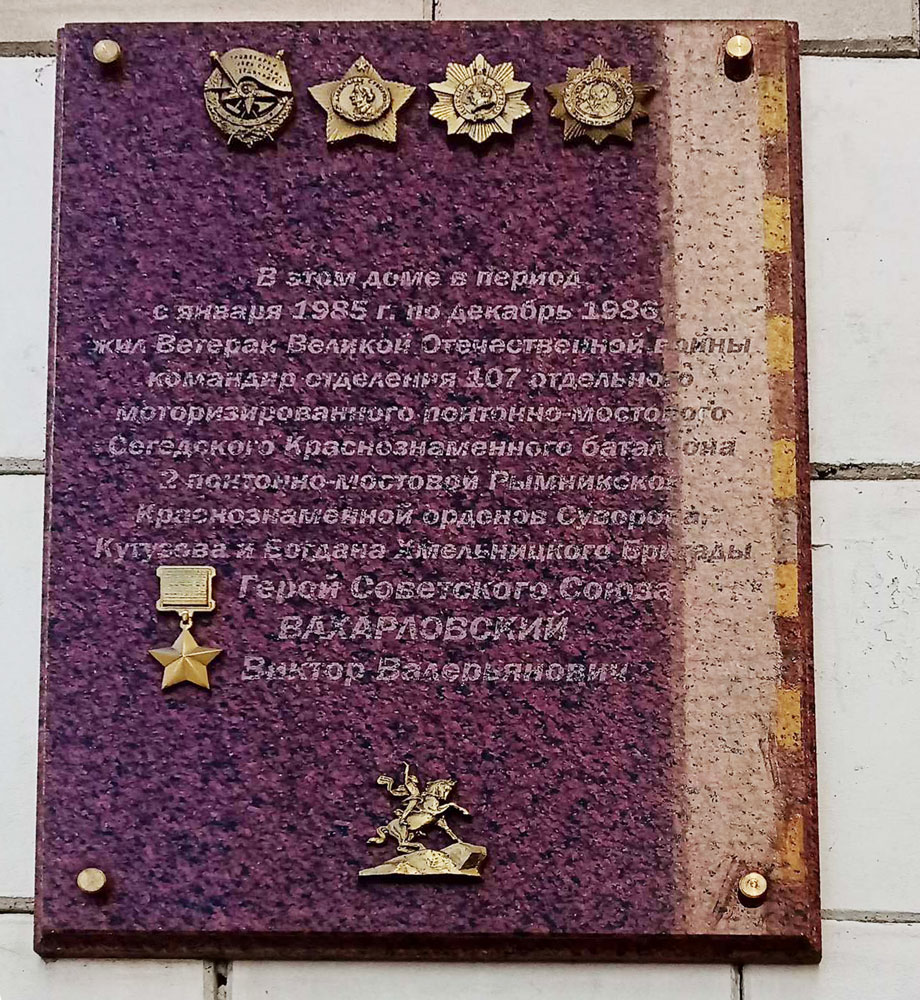 В этом доме в период
с января 1985 г. по декабрь 1986
жил Ветеран Великой Отечественной войны
командир отделения 107 отдельного
моторизированного понтонно-мостового
Сегедского Краснознаменного батальона
2 понтонно-мостовой Рымникской
Краснознаменной орденов Суворова,
Кутузова и Богдана Хмельницкого Бригады
Герой Советского Союза
ВАХАРЛОВСКИЙ
Виктор Валерьянович